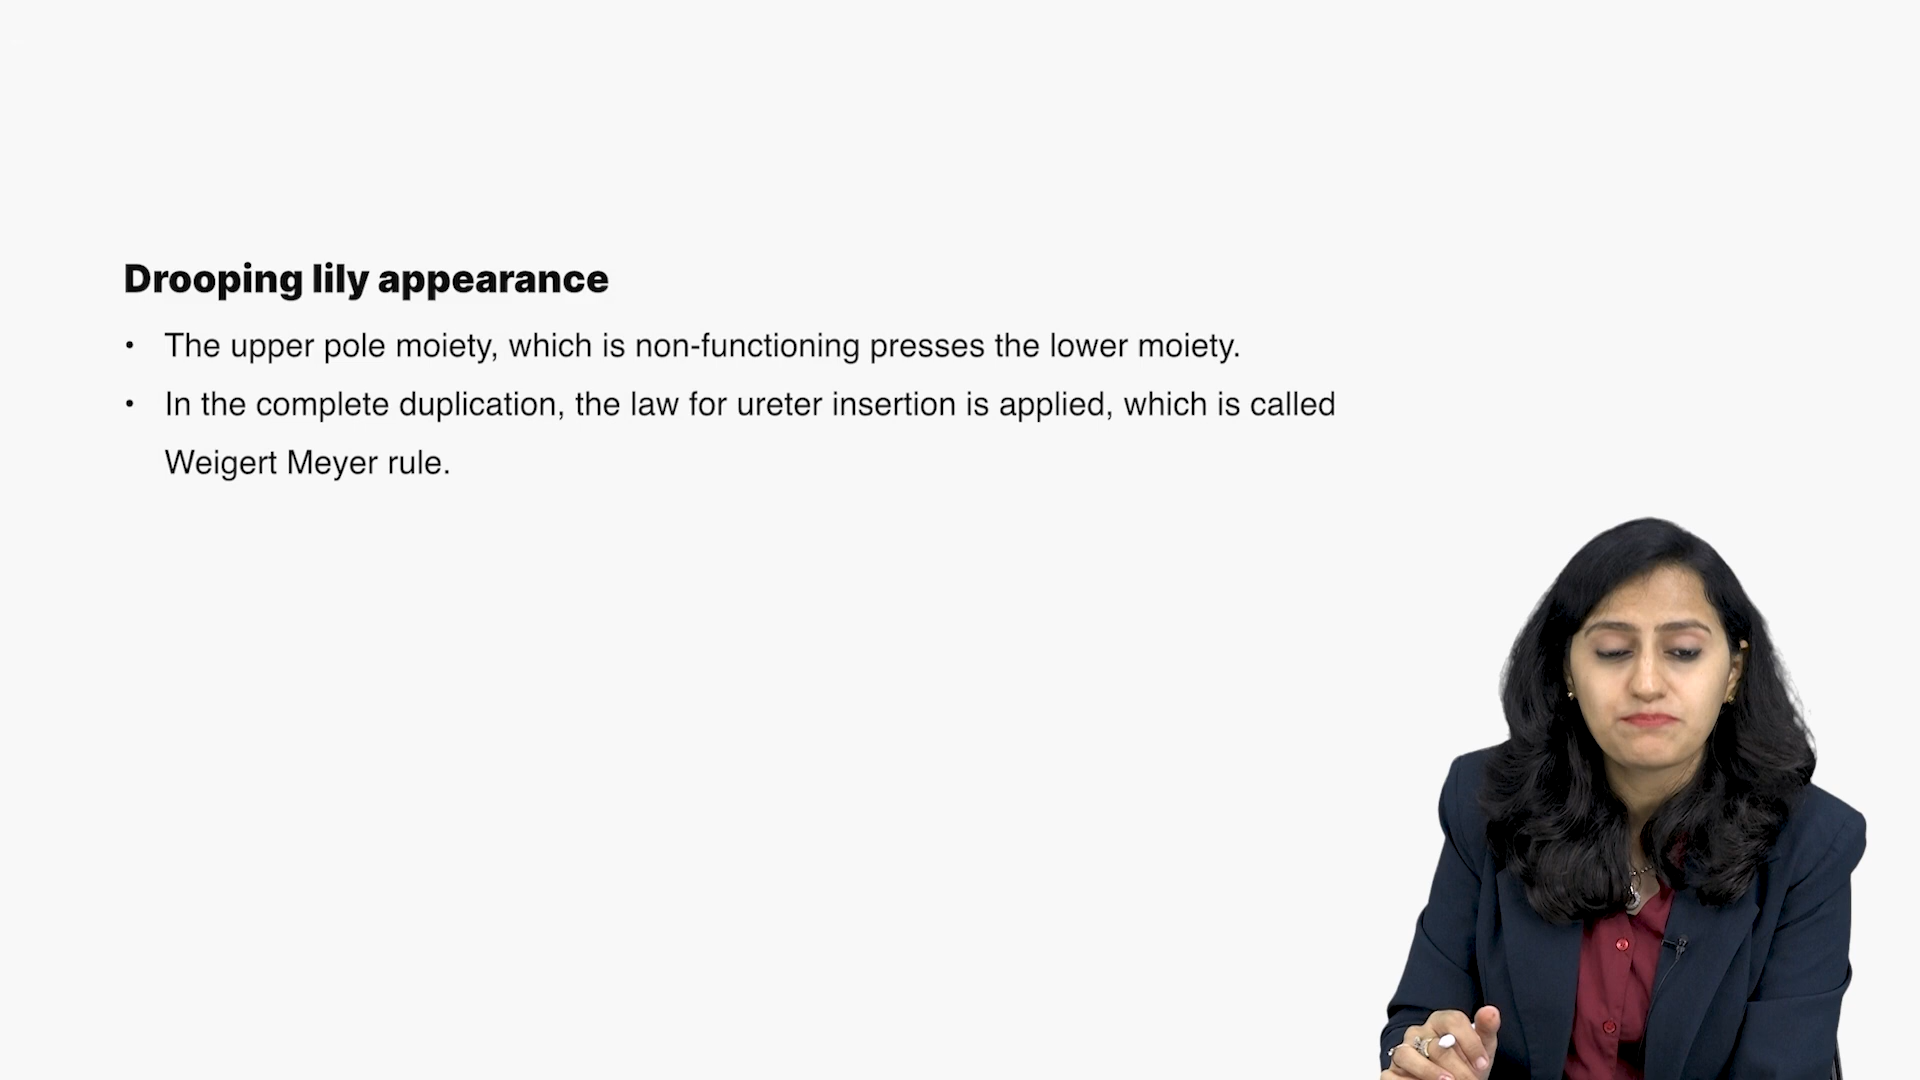 Drooping lily appearance
• The upper pole moiety, which is non-functioning presses the lower moiety.
• In the complete duplication, the law for ureter insertion is applied, which is called
Weigert Meyer rule.